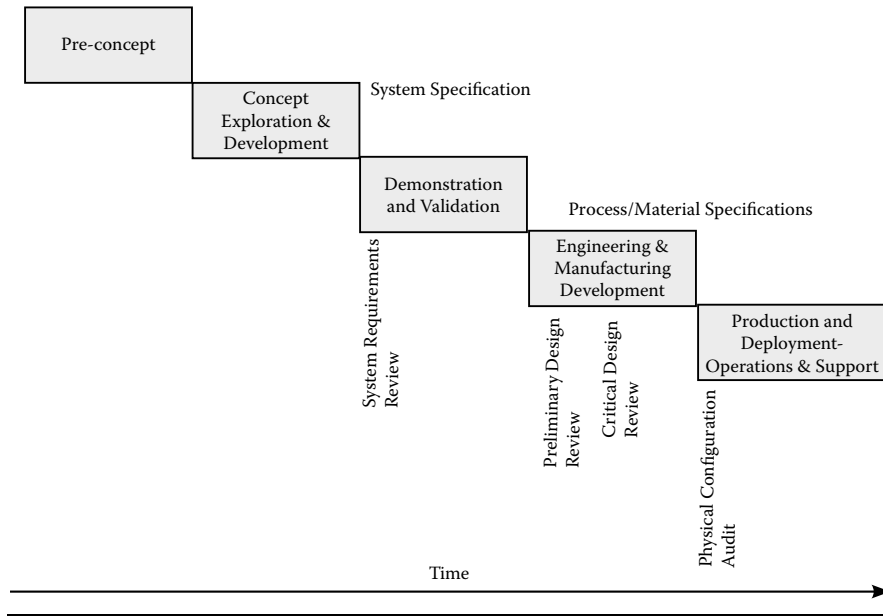 Pre-concept
Concept
Exploration &
Development
System Specification
Demonstration
and Validation
Process/Material Specifications
System Requirements
Review
Engineering &
Manufacturing
Development
Preliminary Design
Review
Critical Design
Review
Production and
Deployment-
Operations & Support
Physical Configuration
Audit
Time